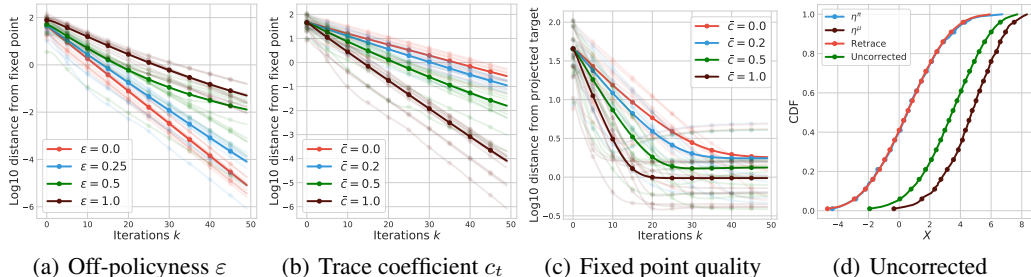 Log10 distance from fixed point
2
0
−2
−4
−6
ε = 0.0
ε = 0.25
ε = 0.5
ε = 1.0
0 10 20 30 40 50
Iterations k
(a) Off-policyness ε
Log10 distance from fixed point
2
1
0
−1
−2
−3
−4
−5
−6
c̄ = 0.0
c̄ = 0.2
c̄ = 0.5
c̄ = 1.0
0 10 20 30 40 50
Iterations k
(b) Trace coefficient cₜ
Log10 distance from projected target
2.0
1.5
1.0
0.5
0.0
−0.5
c̄ = 0.0
c̄ = 0.2
c̄ = 0.5
c̄ = 1.0
0 10 20 30 40 50
Iterations k
(c) Fixed point quality
CDF
1.0
0.8
0.6
0.4
0.2
0.0
η^π
η^μ
Retrace
Uncorrected
−4 −2 0 2 4 6 8
X
(d) Uncorrected